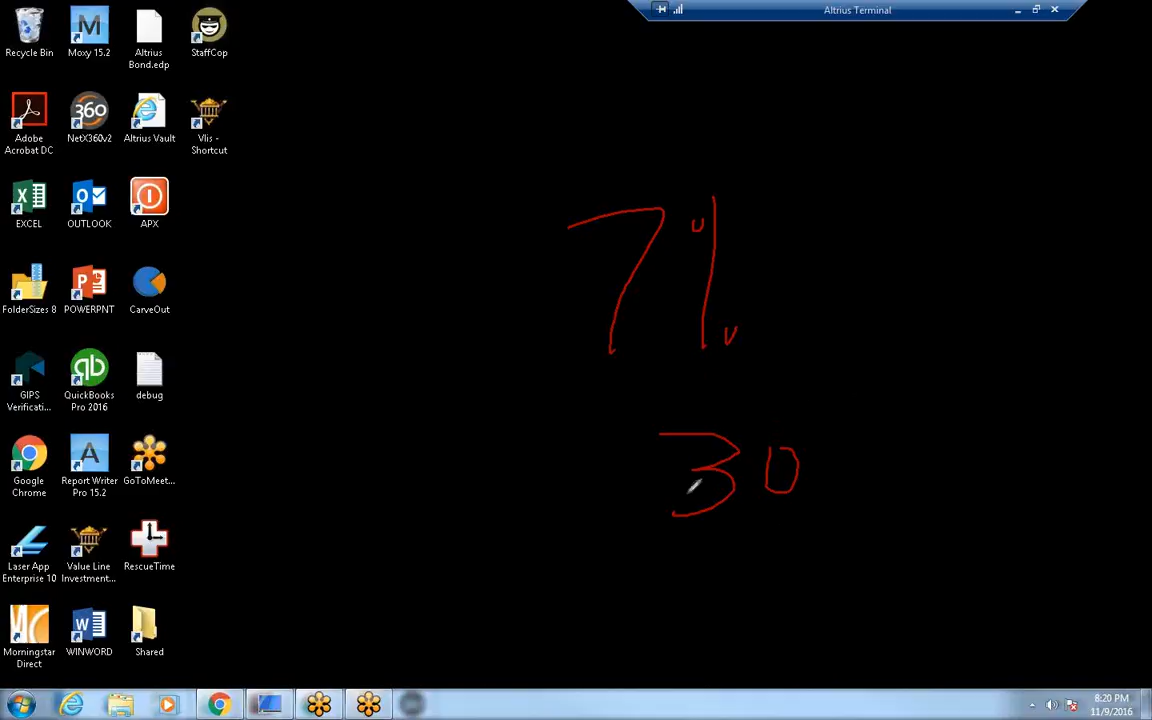 Altrius Terminal
Recycle Bin
Moxy 15.2
Altrius Bond.edp
StaffCop
Adobe Acrobat DC
360
NetX360v2
Altrius Vault
Vlis - Shortcut
EXCEL
OUTLOOK
APX
7%
FolderSizes 8
POWERPNT
CarveOut
GIPS Verificati...
QuickBooks Pro 2016
debug
30
Google Chrome
Report Writer Pro 15.2
GoToMeet...
Laser App Enterprise 10
Value Line Investment...
RescueTime
Morningstar Direct
WINWORD
Shared
8:20 PM
11/9/2016